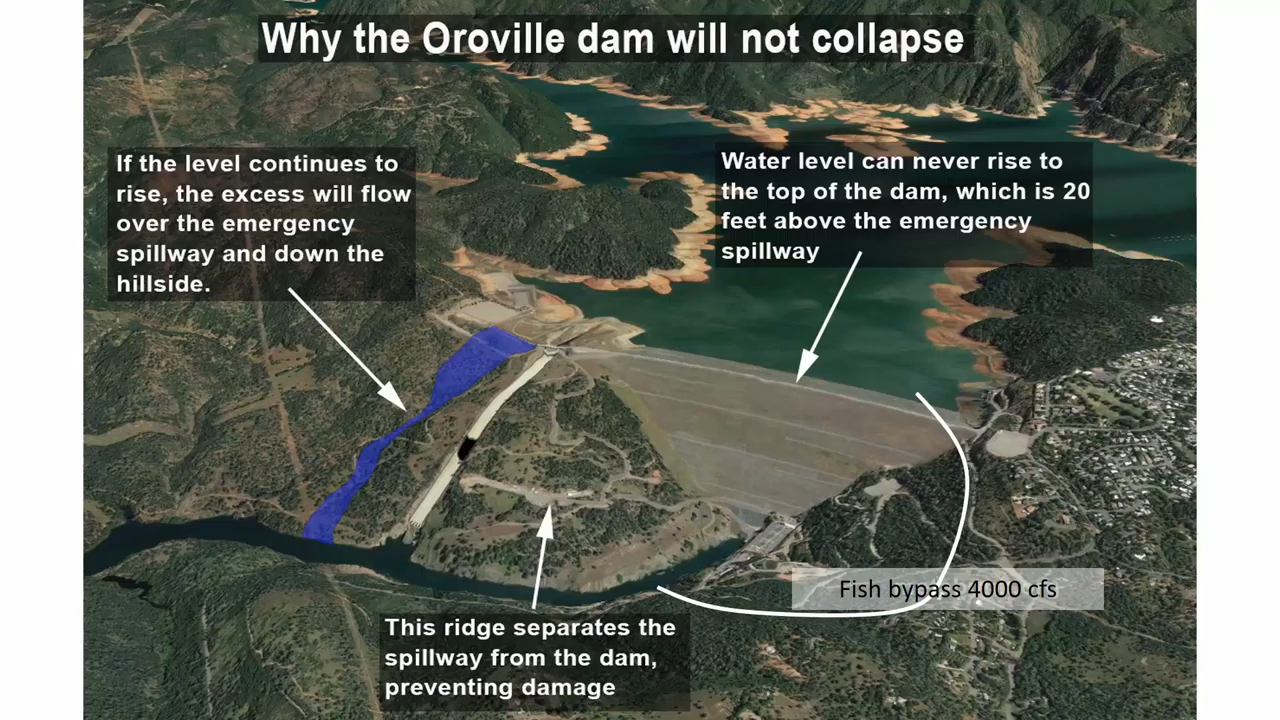 Why the Oroville dam will not collapse
If the level continues to
rise, the excess will flow
over the emergency
spillway and down the
hillside.
Water level can never rise to
the top of the dam, which is 20
feet above the emergency
spillway
Fish bypass 4000 cfs
This ridge separates the
spillway from the dam,
preventing damage